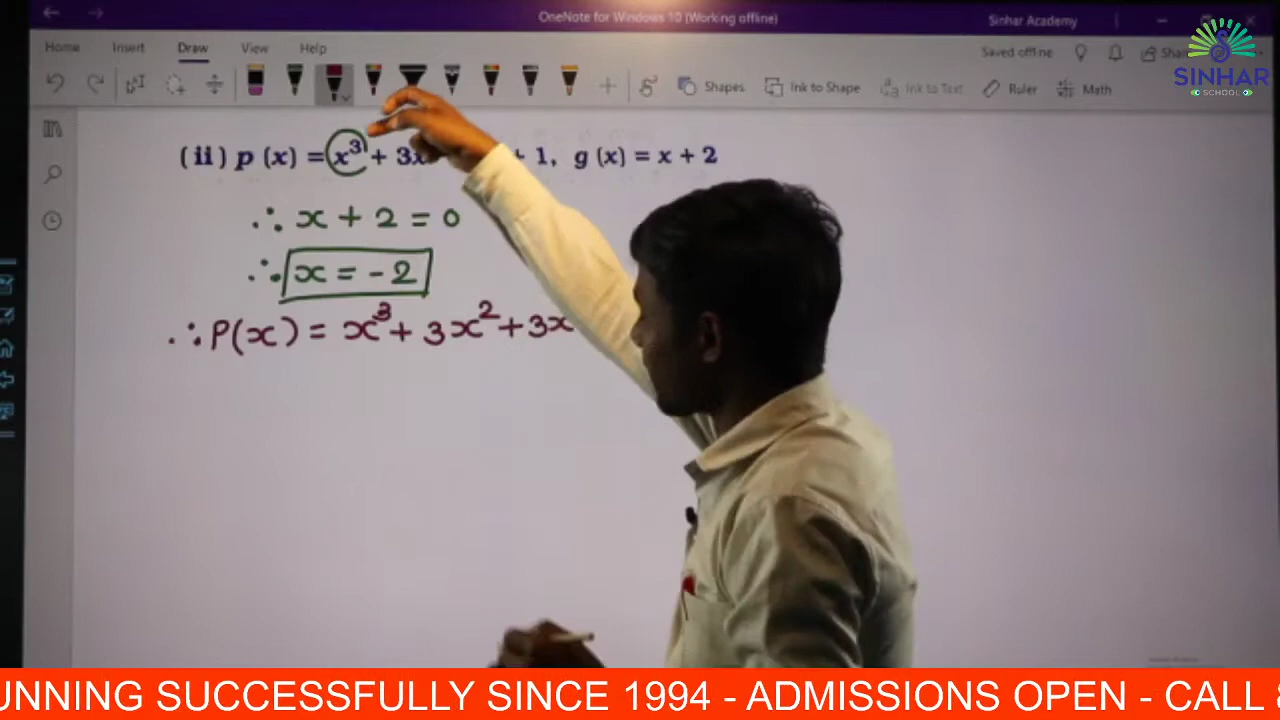 OneNote for Windows 10 (Working offline)
Sinhar Academy
Home Insert Draw View Help
Saved offline
Shapes Ink to Shape Ink to Text Ruler Math
SINHAR
SCHOOL
(ii) p (x) = x³ + 3x + 1, g (x) = x + 2
∴ x + 2 = 0
∴ x = -2
∴ P(x) = x³ + 3x² + 3x
UNNING SUCCESSFULLY SINCE 1994 - ADMISSIONS OPEN - CALL